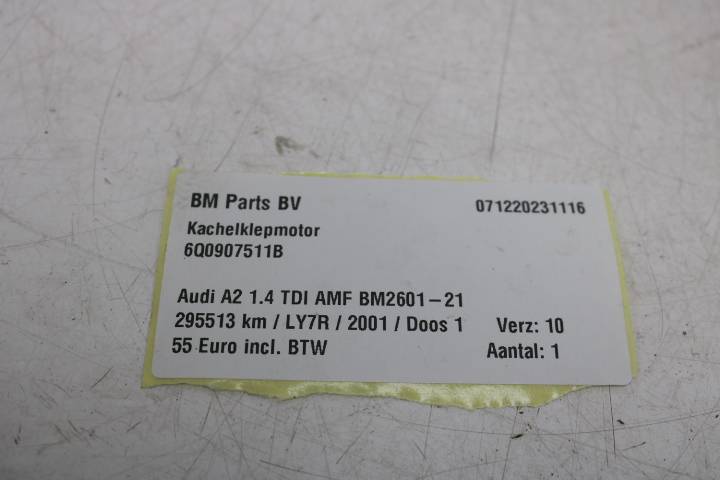 BM Parts BV 071220231116
Kachelklepmotor
6Q0907511B
Audi A2 1.4 TDI AMF BM2601-21
295513 km / LY7R / 2001 / Doos 1 Verz: 10
55 Euro incl. BTW Aantal: 1